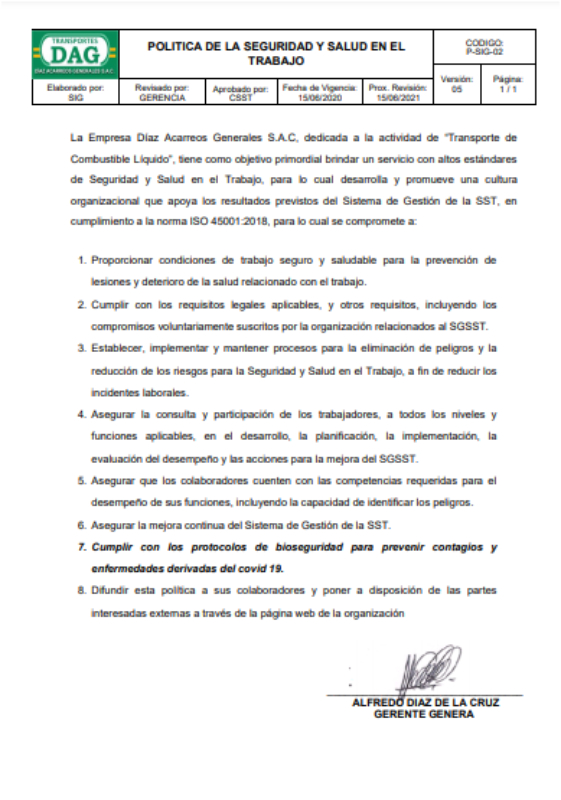 TRANSPORTES
DAG
DIAZ ACARREOS GENERALES S.A.C
POLITICA DE LA SEGURIDAD Y SALUD EN EL
TRABAJO
CODIGO:
P-SIG-02
Elaborado por:
SIG
Revisado por:
GERENCIA
Aprobado por:
CSST
Fecha de Vigencia:
15/06/2020
Prox. Revisión:
15/06/2021
Versión:
05
Página:
1 / 1
La Empresa Díaz Acarreos Generales S.A.C, dedicada a la actividad de "Transporte de
Combustible Líquido", tiene como objetivo primordial brindar un servicio con altos estándares
de Seguridad y Salud en el Trabajo, para lo cual desarrolla y promueve una cultura
organizacional que apoya los resultados previstos del Sistema de Gestión de la SST, en
cumplimiento a la norma ISO 45001:2018, para lo cual se compromete a:
1. Proporcionar condiciones de trabajo seguro y saludable para la prevención de
lesiones y deterioro de la salud relacionado con el trabajo.
2. Cumplir con los requisitos legales aplicables, y otros requisitos, incluyendo los
compromisos voluntariamente suscritos por la organización relacionados al SGSST.
3. Establecer, implementar y mantener procesos para la eliminación de peligros y la
reducción de los riesgos para la Seguridad y Salud en el Trabajo, a fin de reducir los
incidentes laborales.
4. Asegurar la consulta y participación de los trabajadores, a todos los niveles y
funciones aplicables, en el desarrollo, la planificación, la implementación, la
evaluación del desempeño y las acciones para la mejora del SGSST.
5. Asegurar que los colaboradores cuenten con las competencias requeridas para el
desempeño de sus funciones, incluyendo la capacidad de identificar los peligros.
6. Asegurar la mejora continua del Sistema de Gestión de la SST.
7. Cumplir con los protocolos de bioseguridad para prevenir contagios y
enfermedades derivadas del covid 19.
8. Difundir esta política a sus colaboradores y poner a disposición de las partes
interesadas externas a través de la página web de la organización
ALFREDO DIAZ DE LA CRUZ
GERENTE GENERA